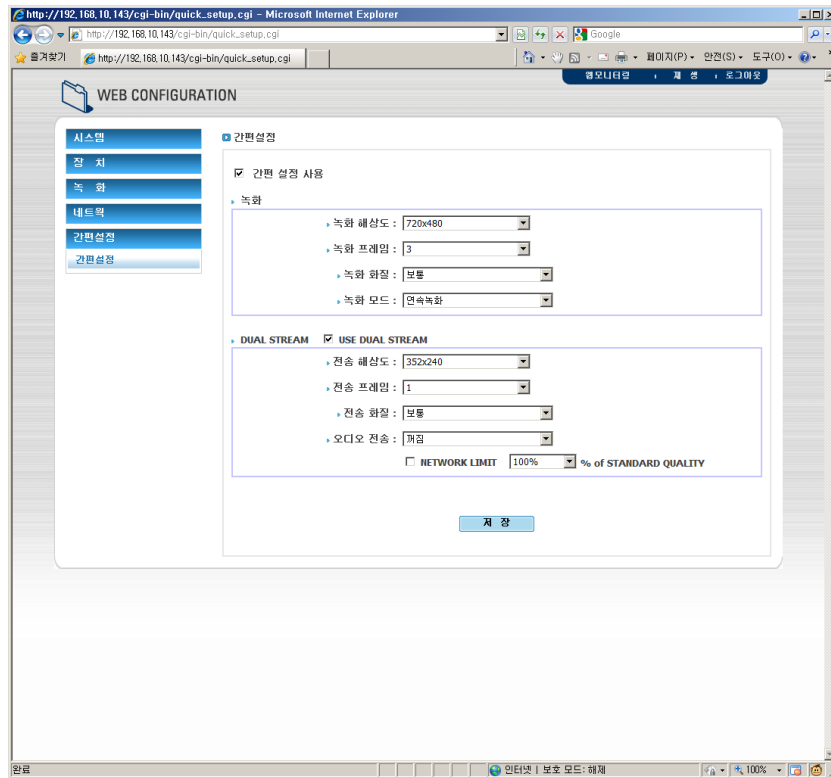 http://192.168.10.143/cgi-bin/quick_setup.cgi - Microsoft Internet Explorer
http://192.168.10.143/cgi-bin/quick_setup.cgi
Google
즐겨찾기
http://192.168.10.143/cgi-bin/quick_setup.cgi
페이지(P)
안전(S)
도구(O)
웹모니터링 | 재 생 | 로그아웃
WEB CONFIGURATION
시스템
장 치
녹 화
네트웍
간편설정
간편설정
간편설정
간편 설정 사용
녹화
녹화 해상도 : 720x480
녹화 프레임 : 3
녹화 화질 : 보통
녹화 모드 : 연속녹화
DUAL STREAM USE DUAL STREAM
전송 해상도 : 352x240
전송 프레임 : 1
전송 화질 : 보통
오디오 전송 : 꺼짐
NETWORK LIMIT 100% % of STANDARD QUALITY
저 장
완료
인터넷 | 보호 모드: 해제
100%